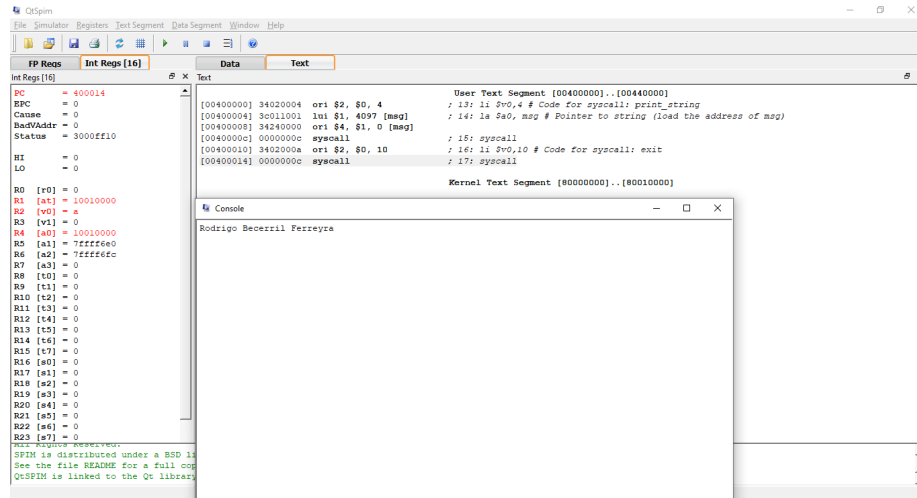 QtSpim
File Simulator Registers Text Segment Data Segment Window Help
FP Regs
Int Regs [16]
Data
Text
Int Regs [16]
Text
PC = 400014
EPC = 0
Cause = 0
BadVAddr = 0
Status = 3000ff10
HI = 0
LO = 0
R0 [r0] = 0
R1 [at] = 10010000
R2 [v0] = a
R3 [v1] = 0
R4 [a0] = 10010000
R5 [a1] = 7ffff6e0
R6 [a2] = 7ffff6fc
R7 [a3] = 0
R8 [t0] = 0
R9 [t1] = 0
R10 [t2] = 0
R11 [t3] = 0
R12 [t4] = 0
R13 [t5] = 0
R14 [t6] = 0
R15 [t7] = 0
R16 [s0] = 0
R17 [s1] = 0
R18 [s2] = 0
R19 [s3] = 0
R20 [s4] = 0
R21 [s5] = 0
R22 [s6] = 0
R23 [s7] = 0
User Text Segment [00400000]..[00440000]
[00400000] 34020004 ori $2, $0, 4 ; 13: li $v0,4 # Code for syscall: print_string
[00400004] 3c011001 lui $1, 4097 [msg] ; 14: la $a0, msg # Pointer to string (load the address of msg)
[00400008] 34240000 ori $4, $1, 0 [msg]
[0040000c] 0000000c syscall ; 15: syscall
[00400010] 3402000a ori $2, $0, 10 ; 16: li $v0,10 # Code for syscall: exit
[00400014] 0000000c syscall ; 17: syscall
Kernel Text Segment [80000000]..[80010000]
Console
Rodrigo Becerril Ferreyra
All Rights Reserved.
SPIM is distributed under a BSD li
See the file README for a full cop
QtSPIM is linked to the Qt library